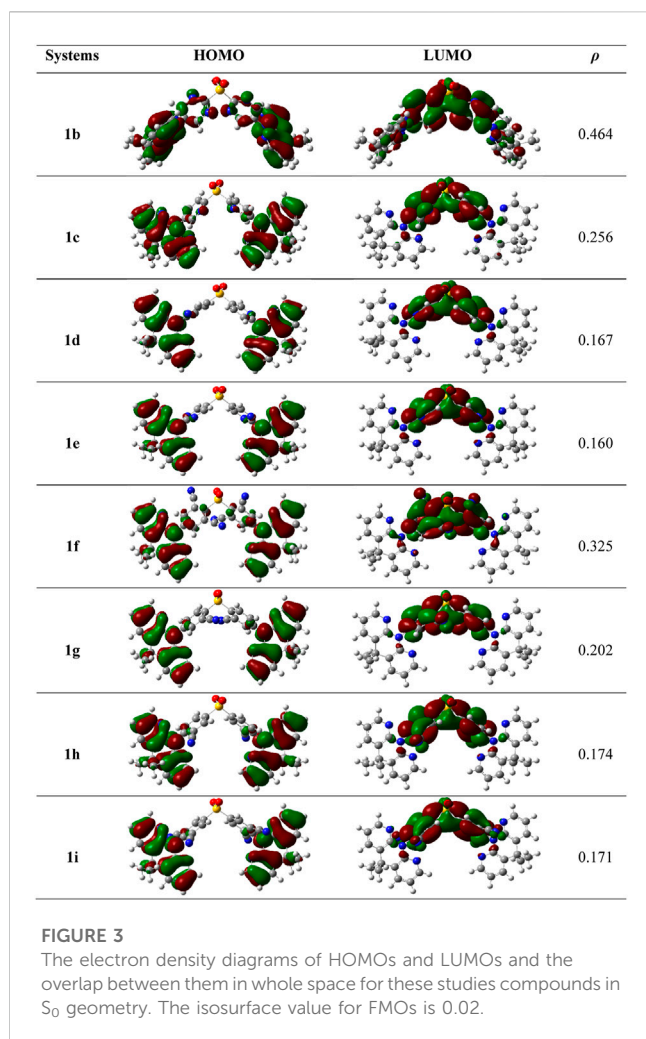 Systems HOMO LUMO ρ
1b 0.464
1c 0.256
1d 0.167
1e 0.160
1f 0.325
1g 0.202
1h 0.174
1i 0.171
FIGURE 3
The electron density diagrams of HOMOs and LUMOs and the
overlap between them in whole space for these studies compounds in
S₀ geometry. The isosurface value for FMOs is 0.02.